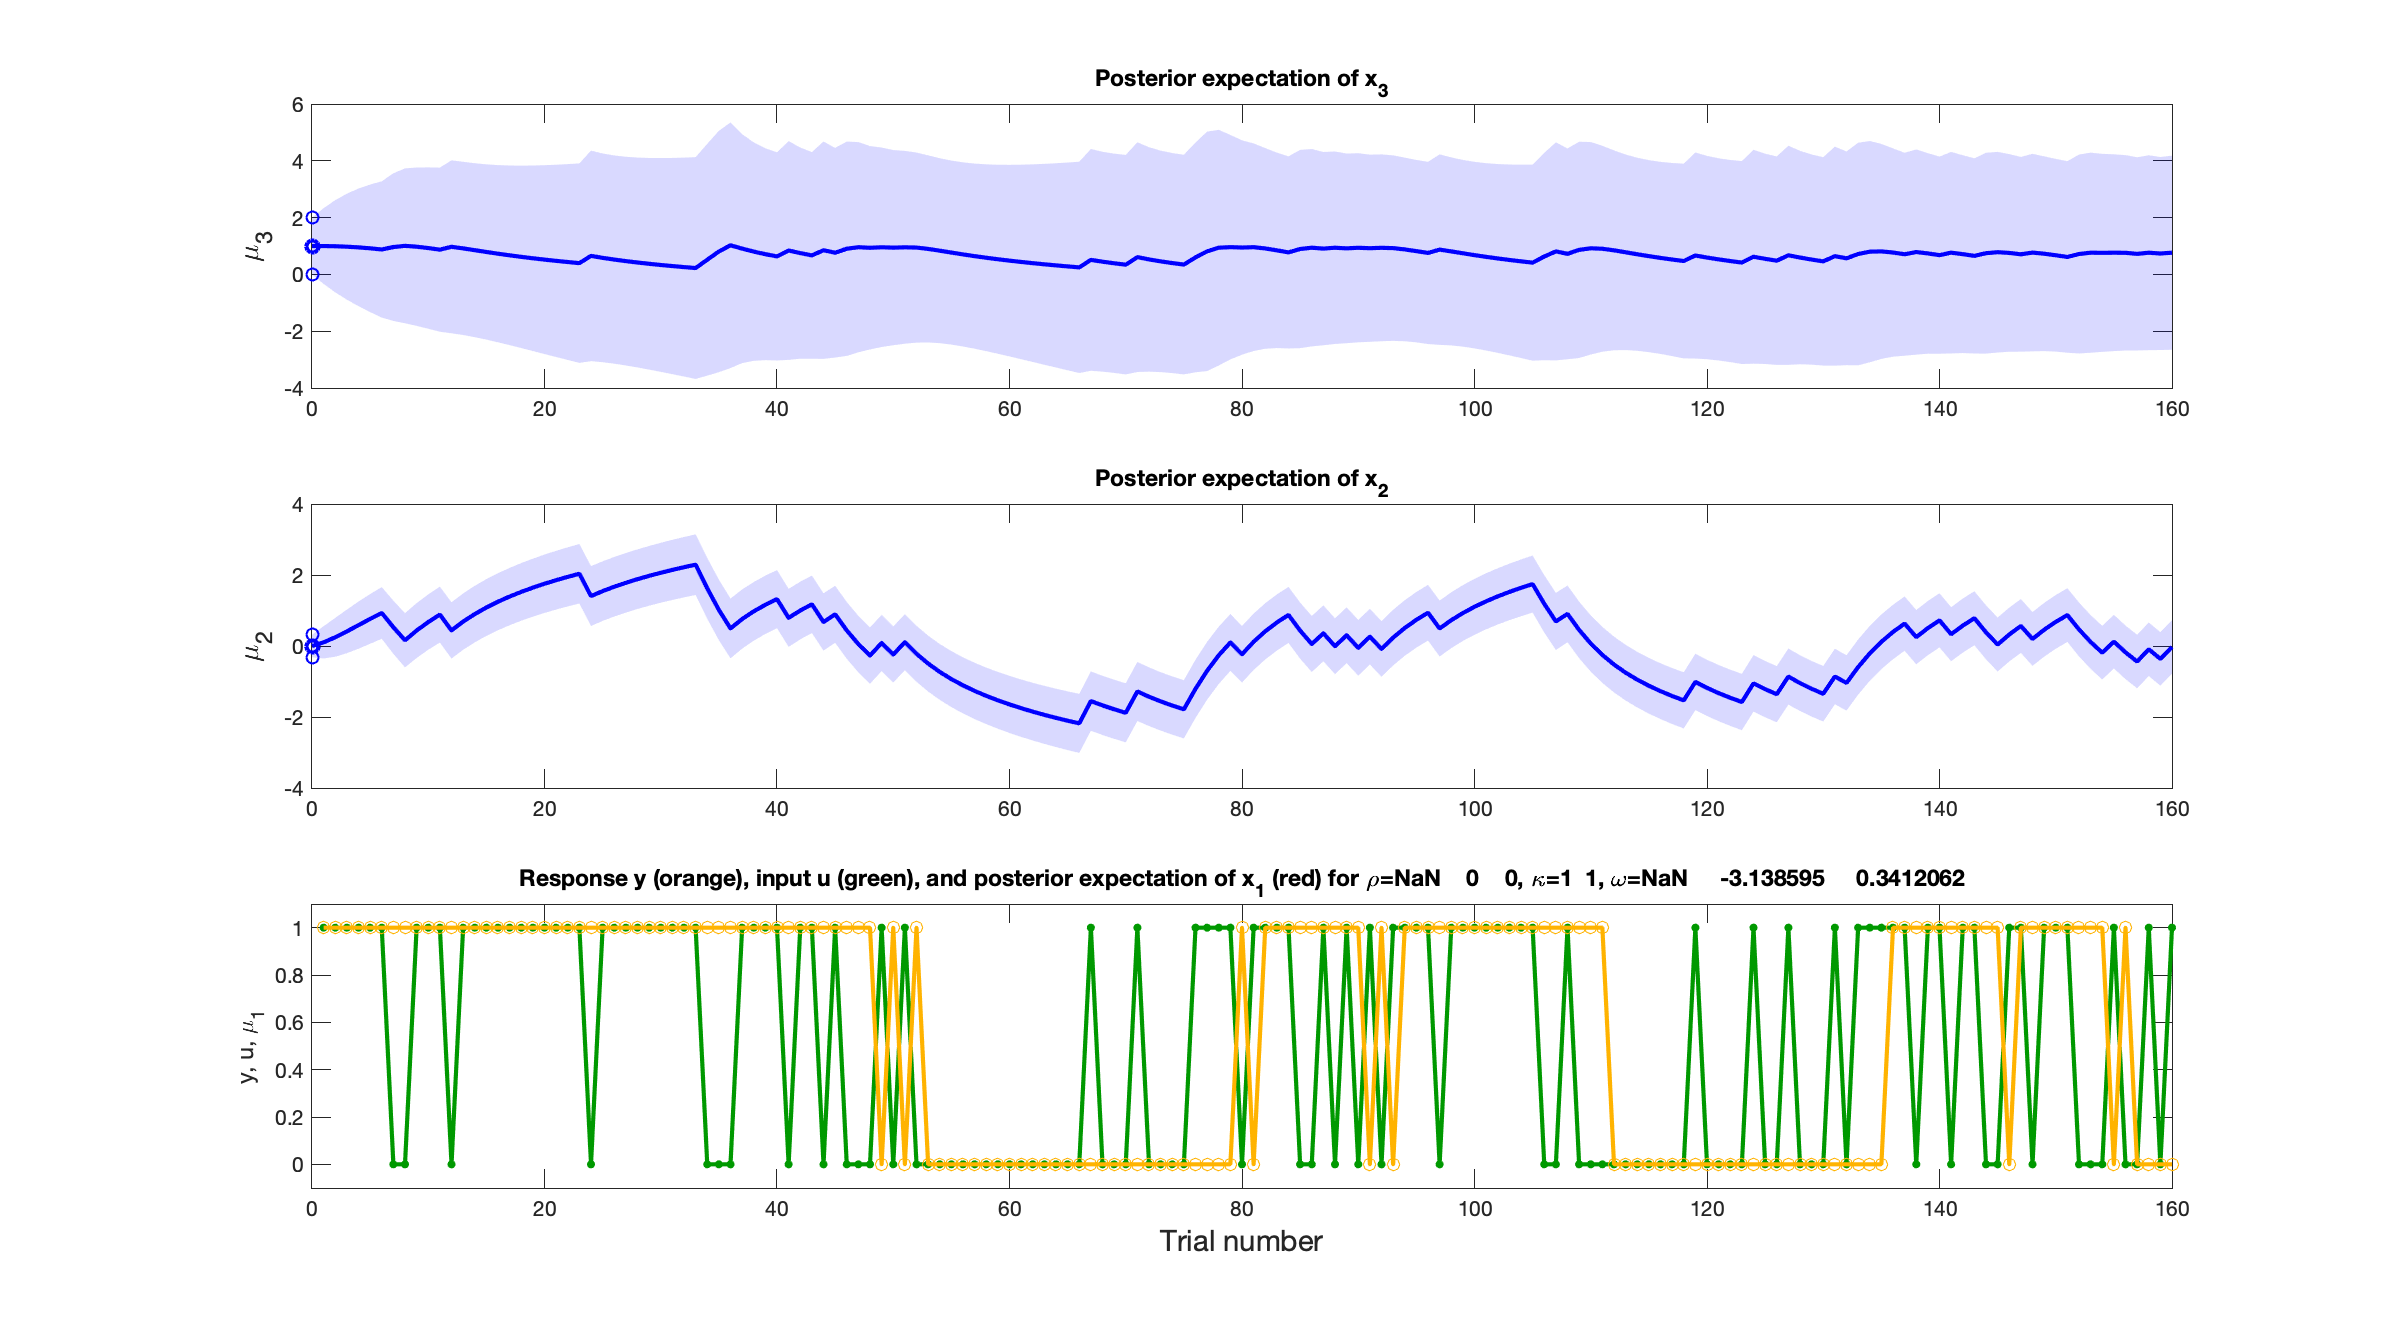 Posterior expectation of x3
6
4
2
0
-2
-4
μ3
0 20 40 60 80 100 120 140 160
Posterior expectation of x2
4
2
0
-2
-4
μ2
0 20 40 60 80 100 120 140 160
Response y (orange), input u (green), and posterior expectation of x1 (red) for ρ=NaN 0 0, κ=1 1, ω=NaN -3.138595 0.3412062
1
0.8
0.6
0.4
0.2
0
y, u, μ1
0 20 40 60 80 100 120 140 160
Trial number